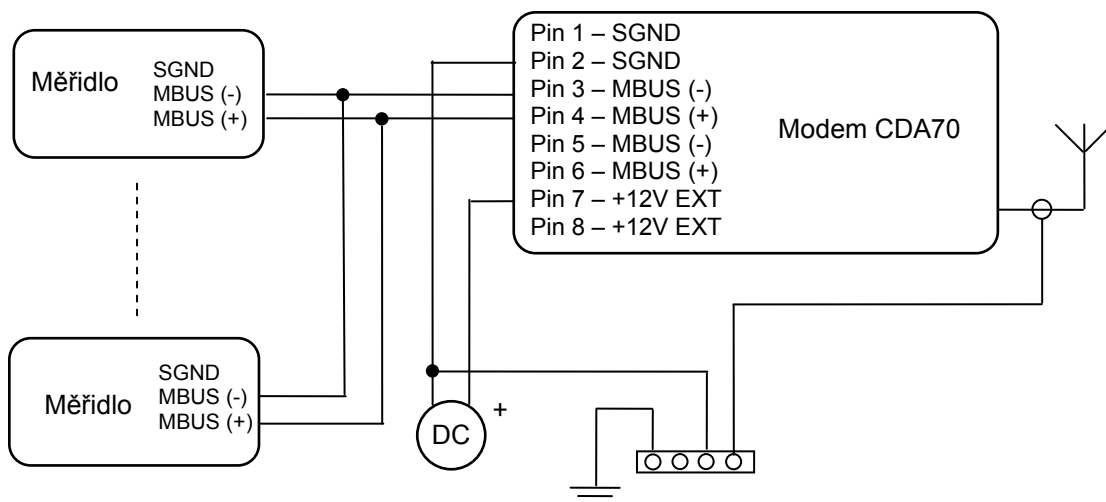 Měřidlo
SGND
MBUS (-)
MBUS (+)
Pin 1 – SGND
Pin 2 – SGND
Pin 3 – MBUS (-)
Pin 4 – MBUS (+)
Pin 5 – MBUS (-)
Pin 6 – MBUS (+)
Pin 7 – +12V EXT
Pin 8 – +12V EXT
Modem CDA70
Měřidlo
SGND
MBUS (-)
MBUS (+)
DC
+